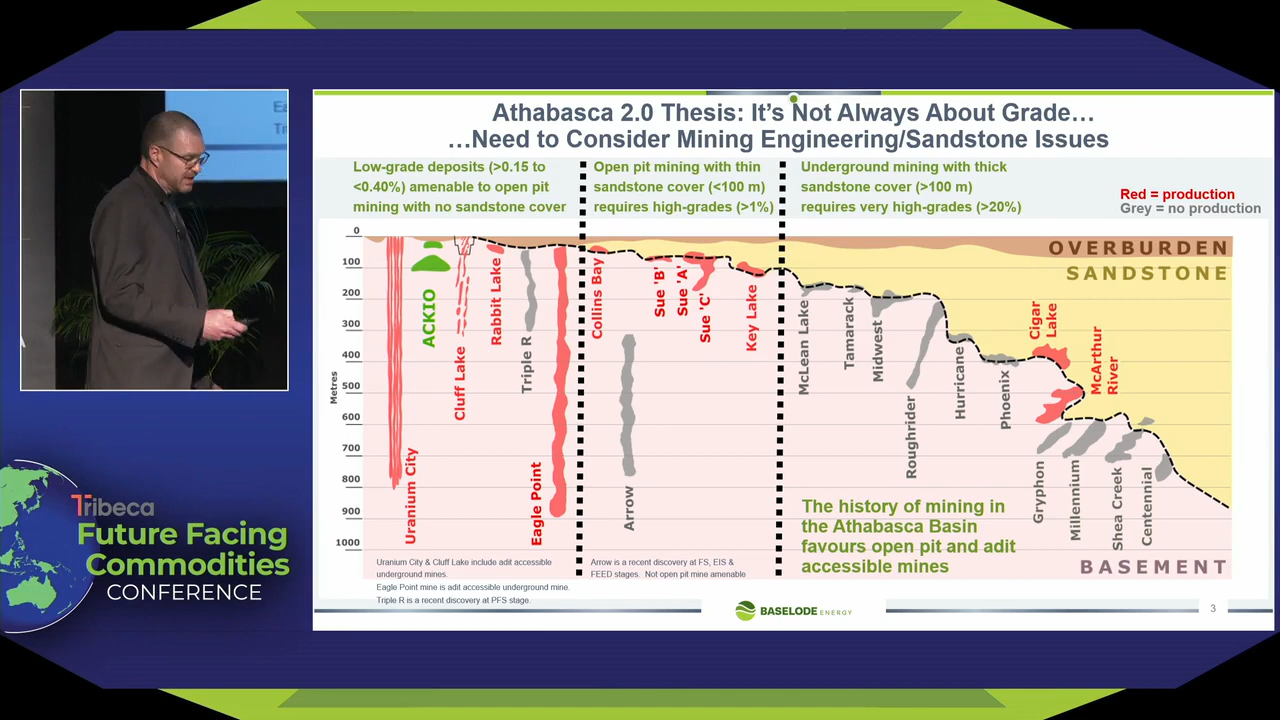 Athabasca 2.0 Thesis: It's Not Always About Grade…
…Need to Consider Mining Engineering/Sandstone Issues
Low-grade deposits (>0.15 to
<0.40%) amenable to open pit
mining with no sandstone cover
Open pit mining with thin
sandstone cover (<100 m)
requires high-grades (>1%)
Underground mining with thick
sandstone cover (>100 m)
requires very high-grades (>20%)
Red = production
Grey = no production
0
100
200
300
400
500
600
700
800
900
1000
Metres
OVERBURDEN
SANDSTONE
BASEMENT
Uranium City
ACKIO
Cluff Lake
Rabbit Lake
Triple R
Eagle Point
Collins Bay
Arrow
Sue 'B'
Sue 'A'
Sue 'C'
Key Lake
McLean Lake
Tamarack
Midwest
Roughrider
Hurricane
Phoenix
Cigar
Lake
McArthur
River
Gryphon
Millennium
Shea Creek
Centennial
The history of mining in
the Athabasca Basin
favours open pit and adit
accessible mines
Uranium City & Cluff Lake include adit accessible
underground mines.
Eagle Point mine is adit accessible underground mine.
Triple R is a recent discovery at PFS stage.
Arrow is a recent discovery at FS, EIS &
FEED stages. Not open pit mine amenable
BASELODE ENERGY
3
Tribeca
Future Facing
Commodities
CONFERENCE